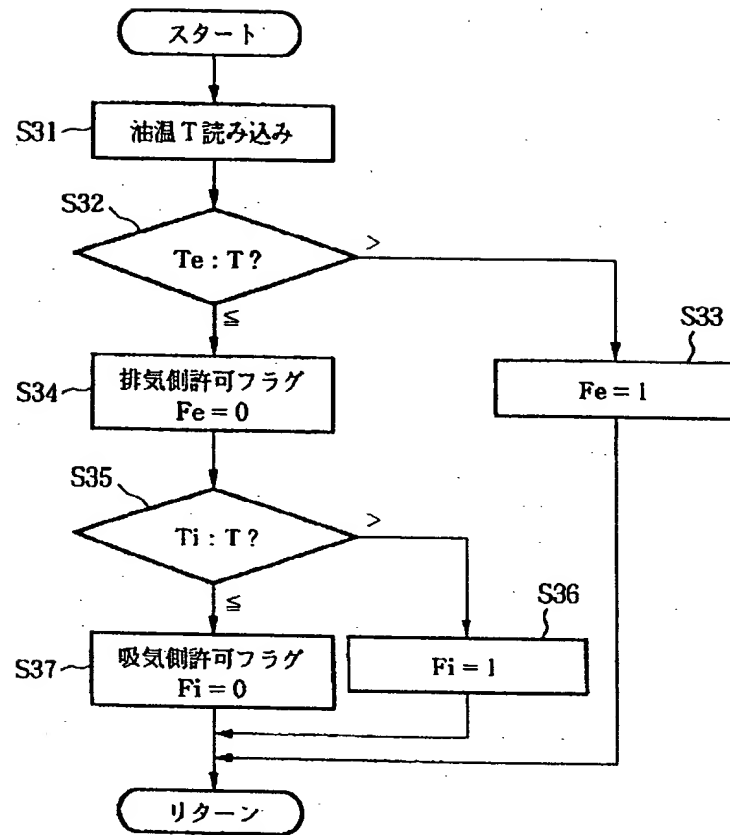 スタート
S31
油温T読み込み
S32
Te:T?
>
≦
S33
Fe=1
S34
排気側許可フラグ
Fe=0
S35
Ti:T?
>
≦
S36
Fi=1
S37
吸気側許可フラグ
Fi=0
リターン